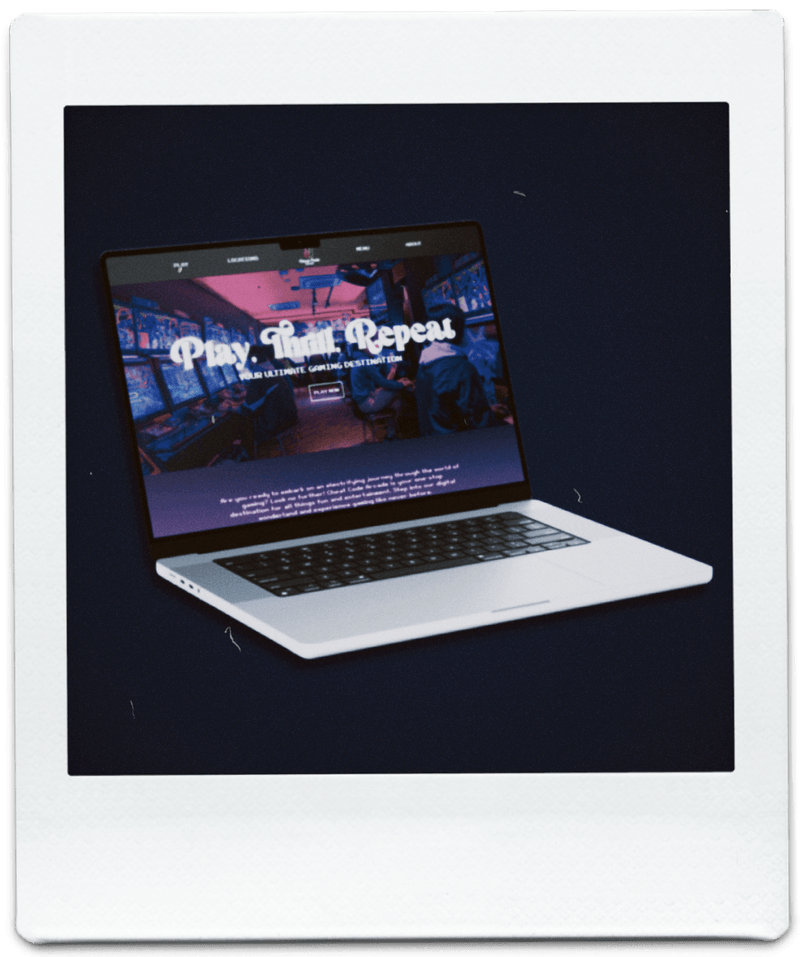 PLAY
LOCATIONS
MENU
ABOUT
Play. Thrill. Repeat
YOUR ULTIMATE GAMING DESTINATION
PLAY NOW
Are you ready to embark on an electrifying journey through the world of
gaming? Look no further! Cheat Code Arcade is your one-stop
destination for all things fun and entertainment. Step into our digital
wonderland and experience gaming like never before.